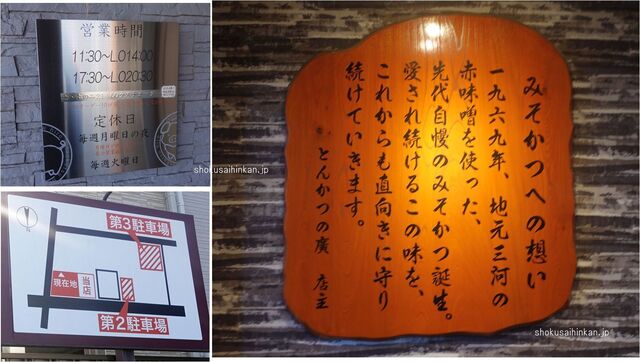 営業時間
11:30~L.O14:00
17:30~L.O20:30
定休日
毎週月曜日の夜
毎週火曜日
shokusaihinkan.jp
第3駐車場
現在地
当店
第2駐車場
みそかつへの想い
一九六九年、地元三河の
赤味噌を使った、
先代自慢のみそかつ誕生。
愛され続けるこの味を、
これからも直向きに守り
続けていきます。
とんかつの廣 店主
shokusaihinkan.jp